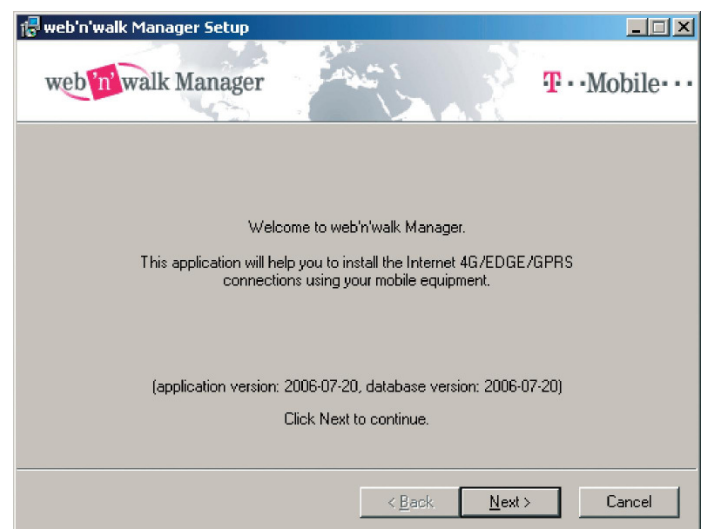 web'n'walk Manager Setup
web'n'walk Manager
T··Mobile···
Welcome to web'n'walk Manager.
This application will help you to install the Internet 4G/EDGE/GPRS
connections using your mobile equipment.
(application version: 2006-07-20, database version: 2006-07-20)
Click Next to continue.
< Back
Next >
Cancel